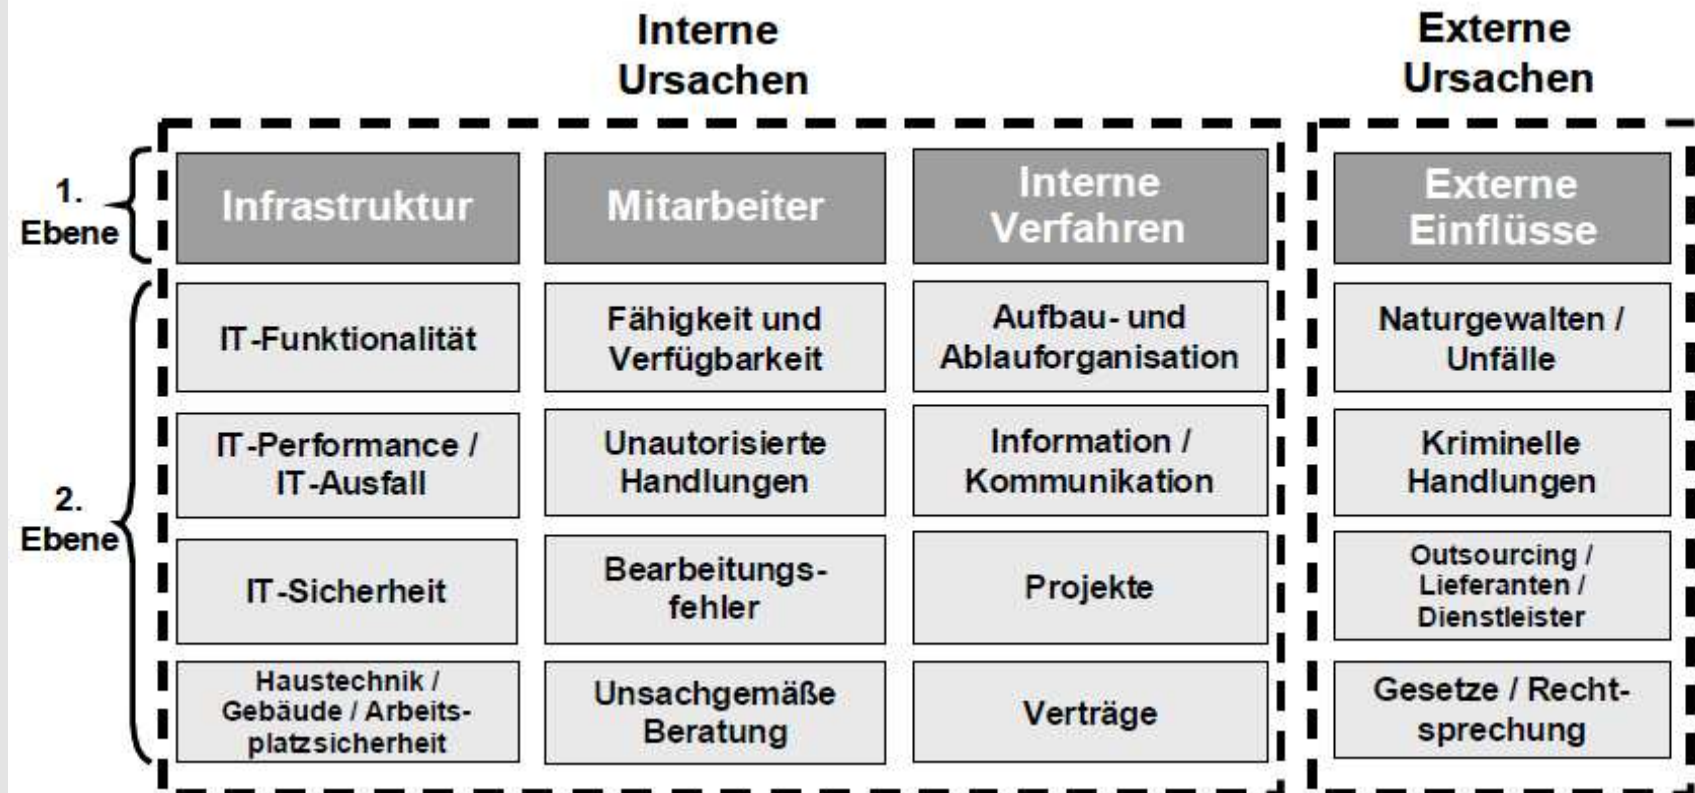 Interne
Ursachen
Externe
Ursachen
1.
Ebene
Infrastruktur
Mitarbeiter
Interne
Verfahren
Externe
Einflüsse
2.
Ebene
IT-Funktionalität
Fähigkeit und
Verfügbarkeit
Aufbau- und
Ablauforganisation
Naturgewalten /
Unfälle
IT-Performance /
IT-Ausfall
Unautorisierte
Handlungen
Information /
Kommunikation
Kriminelle
Handlungen
IT-Sicherheit
Bearbeitungs-
fehler
Projekte
Outsourcing /
Lieferanten /
Dienstleister
Haustechnik /
Gebäude / Arbeits-
platzsicherheit
Unsachgemäße
Beratung
Verträge
Gesetze / Recht-
sprechung